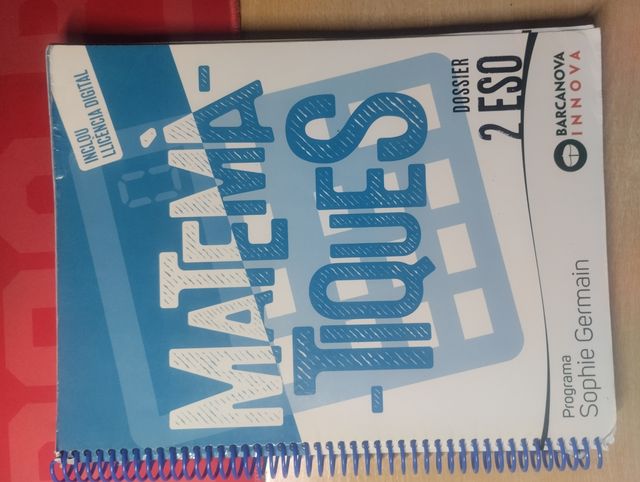 INCLOU
LLICÈNCIA DIGITAL
MATEMÀ-
-TIQUES
DOSSIER
2 ESO
BARCANOVA
INNOVA
Programa
Sophie Germain